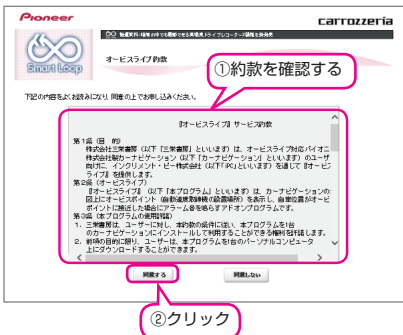 Pioneer
carrozzeria
Smart Loop
オービスライブ約款
①約款を確認する
下記の内容をよくお読みになり、同意の上でお申し込みください。
『オービスライブ』サービス約款
第1条（目　的）
株式会社三栄書房（以下「三栄書房」といいます）は、オービスライブ対応パイオニ
株式会社製カーナビゲーション（以下「カーナビゲーション」といいます）のユーザ
向けに、インクリメント・ピー株式会社（以下「iPC」といいます）を通して『オービス
ライブ』を提供します。
第2条（オービスライブ）
『オービスライブ』（以下「本プログラム」といいます）は、カーナビゲーションの
図上にオービスポイント（自動速度取締機の設置場所）を表示し、自車位置がオービ
ポイントに接近した場合にアラーム音を鳴らすアドオンプログラムです。
第3条（本プログラムの使用許諾）
1. 三栄書房は、ユーザーに対し、本約款の条件に従い、本プログラムを1台
のカーナビゲーションにインストールして利用することができる権利を許諾します。
2. 前項の目的に限り、ユーザーは、本プログラムを1台のパーソナルコンピュータ
上にダウンロードすることができます。
同意する
同意しない
②クリック